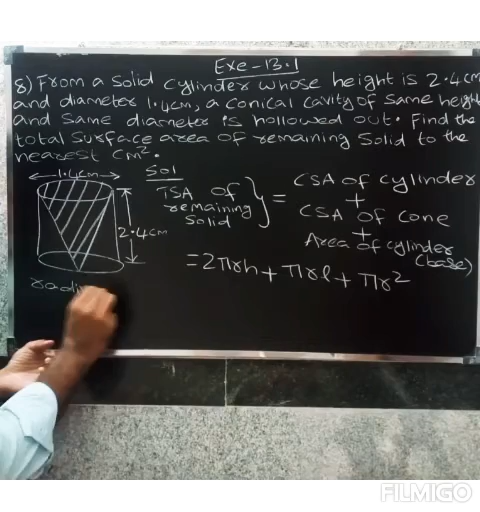 Exe-13.1
8) From a solid cylinder whose height is 2.4cm
and diameter 1.4cm, a conical cavity of same height
and same diameter is hollowed out. Find the
total surface area of remaining solid to the
nearest cm².
Sol
1.4cm
2.4cm
TSA of
remaining
solid
} =
CSA of cylinder
+
CSA of cone
+
Area of cylinder
(base)
= 2πrh + πrl + πr²
radi
FILMIGO